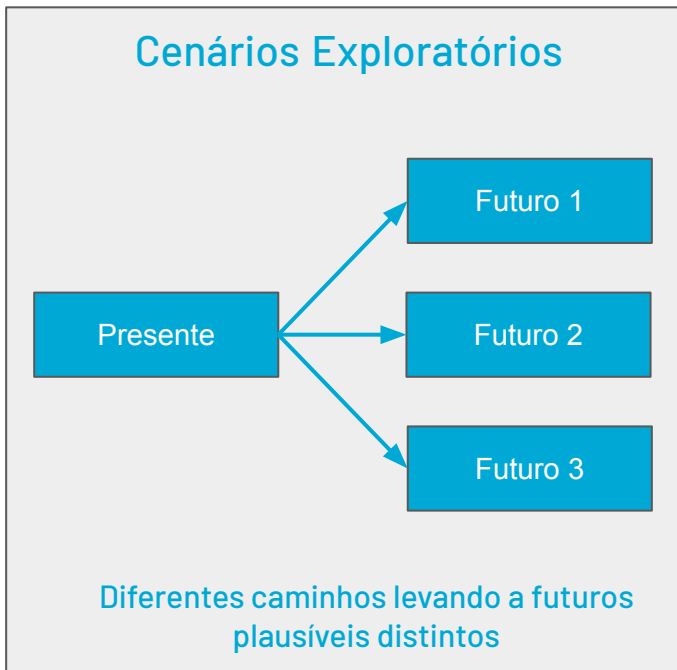 Cenários Exploratórios
Futuro 1
Presente
Futuro 2
Futuro 3
Diferentes caminhos levando a futuros
plausíveis distintos